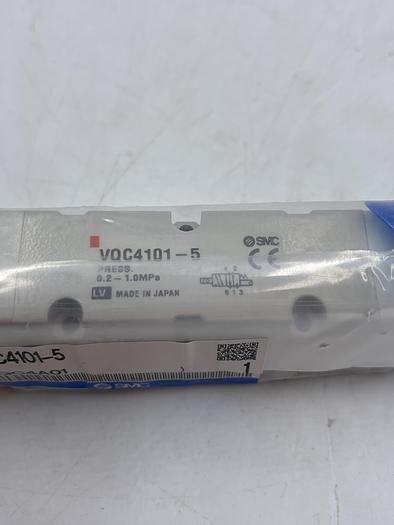 VQC4101-5
SMC
PRESS.
0.2-1.0MPa
CE
4 2
5 1 3
LV MADE IN JAPAN
C4101-5
1
SMC